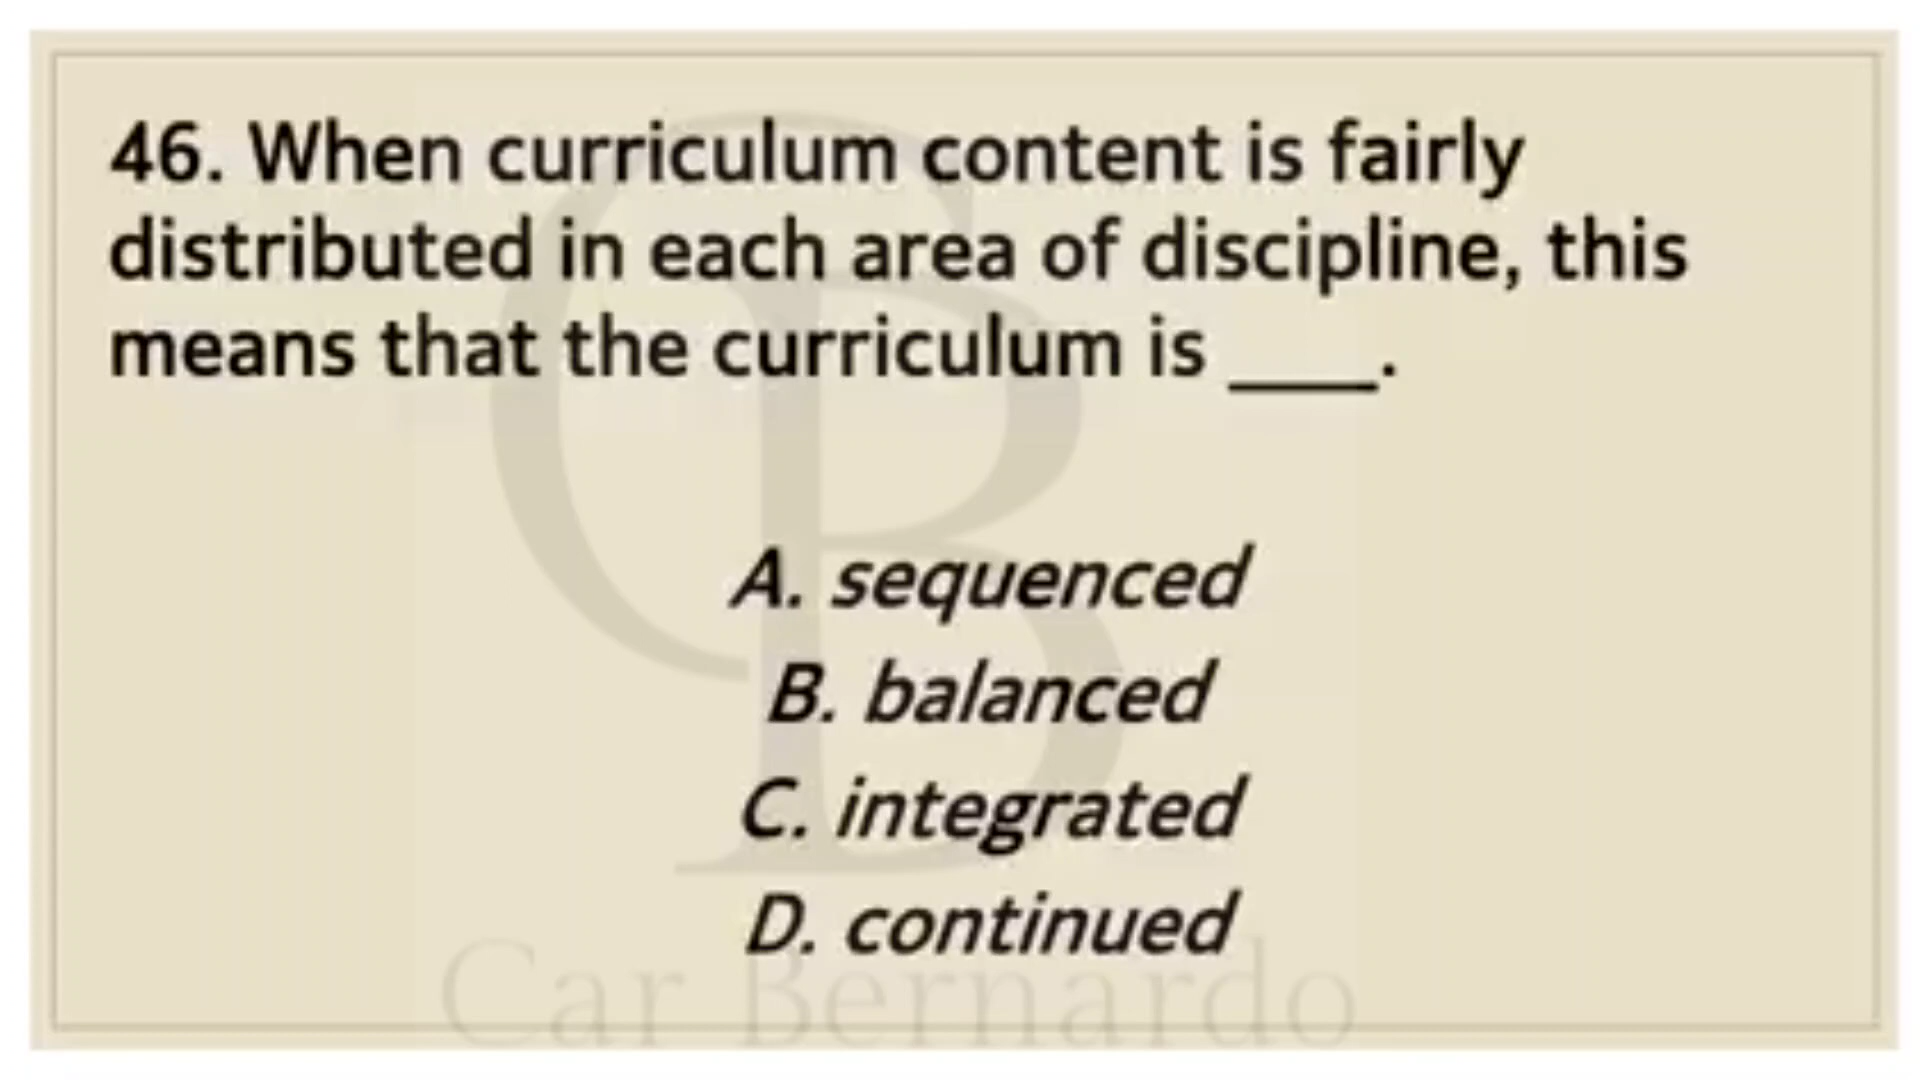 46. When curriculum content is fairly
distributed in each area of discipline, this
means that the curriculum is ____.
A. sequenced
B. balanced
C. integrated
D. continued
CB
Car Bernardo